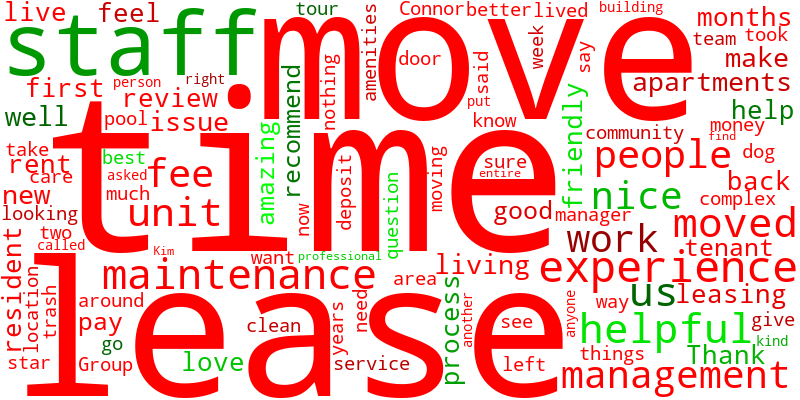 live feel tour Connor better lived building months
staff move team took
door amenities week say make
first person right nothing said apartments
review put help
well pool issue recommend know community money
find
take best amazing friendly people dog
rent care asked fee time sure entire back
new much deposit question moving nice complex
looking unit now good manager moved
two called work tenant
Kim want professional living experience
resident location trash maintenance area us leasing
around process another need years way give
pay clean see anyone helpful kind
go lease things Thank
star Group love service left management